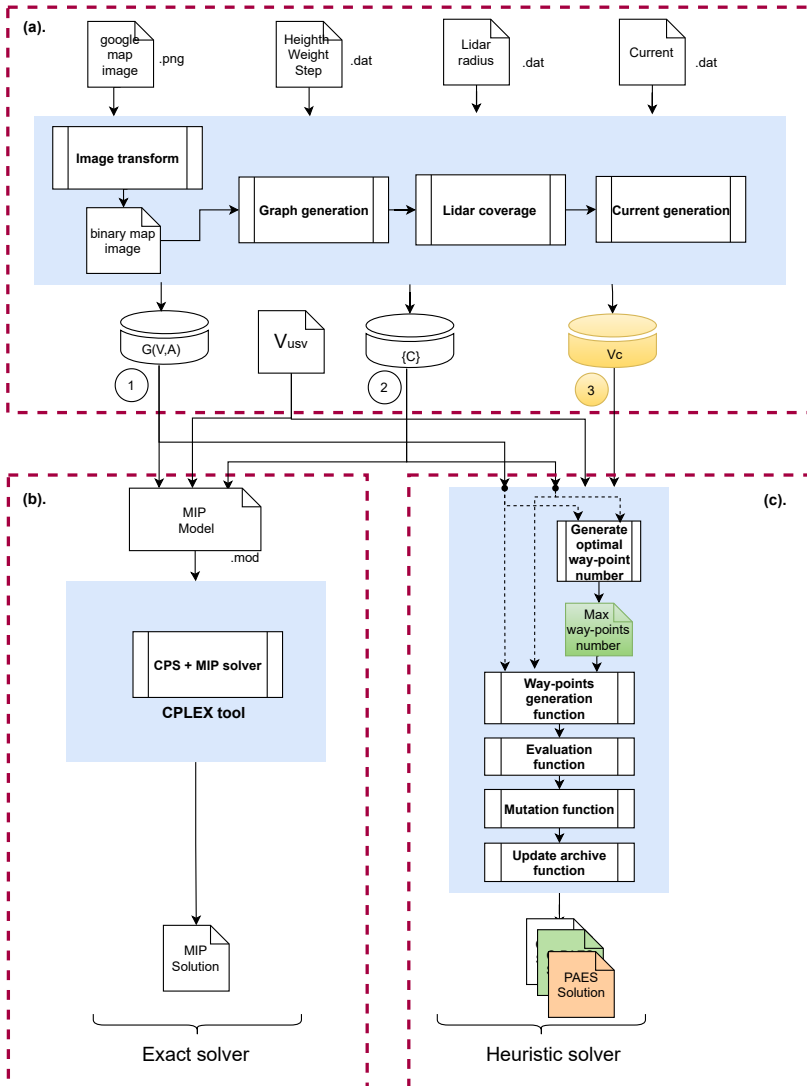 (a).
google
map
image
.png
Heighth
Weight
Step
.dat
Lidar
radius
.dat
Current
.dat
Image transform
binary map
image
Graph generation
Lidar coverage
Current generation
G(V,A)
Vusv
{C}
Vc
1
2
3
(b).
MIP
Model
.mod
CPS + MIP solver
CPLEX tool
MIP
Solution
Exact solver
(c).
Generate
optimal
way-point
number
Max
way-points
number
Way-points
generation
function
Evaluation
function
Mutation function
Update archive
function
PAES
Solution
Heuristic solver